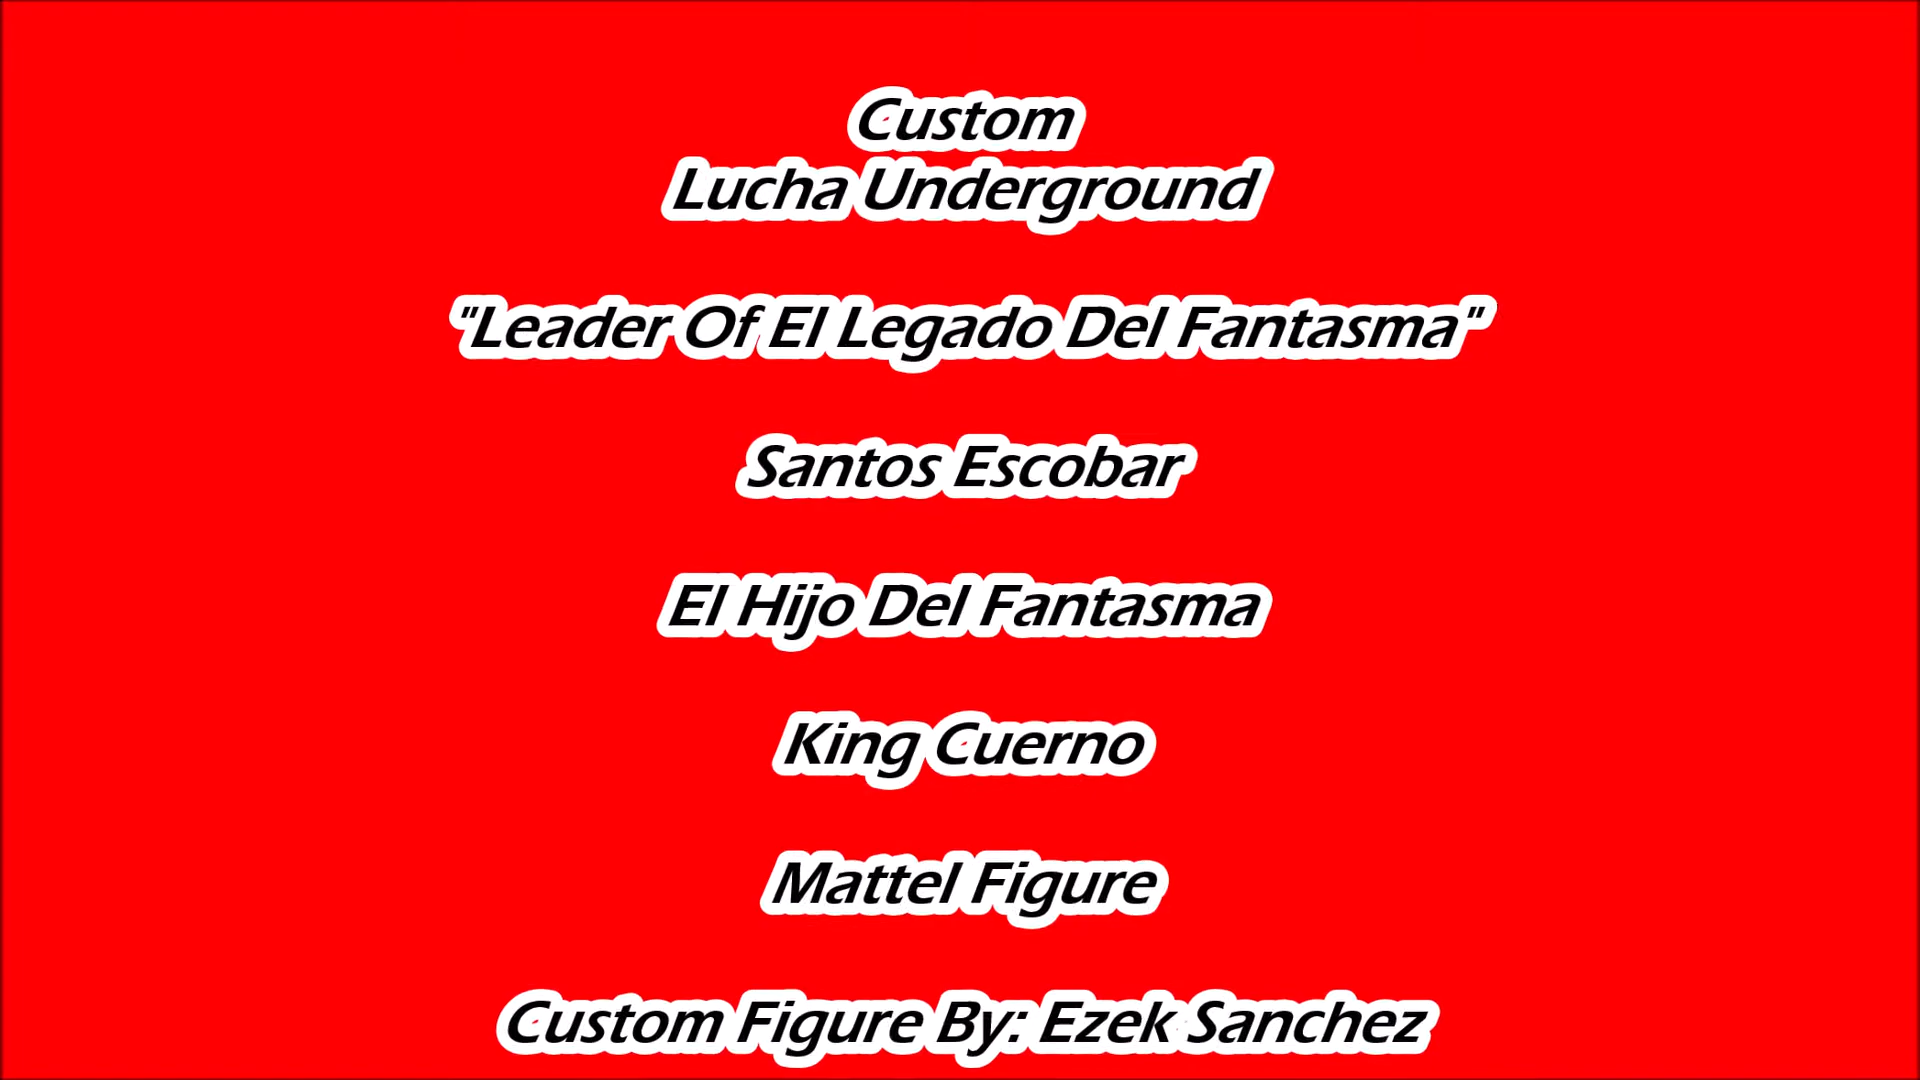 Custom
Lucha Underground
"Leader Of El Legado Del Fantasma"
Santos Escobar
El Hijo Del Fantasma
King Cuerno
Mattel Figure
Custom Figure By: Ezek Sanchez